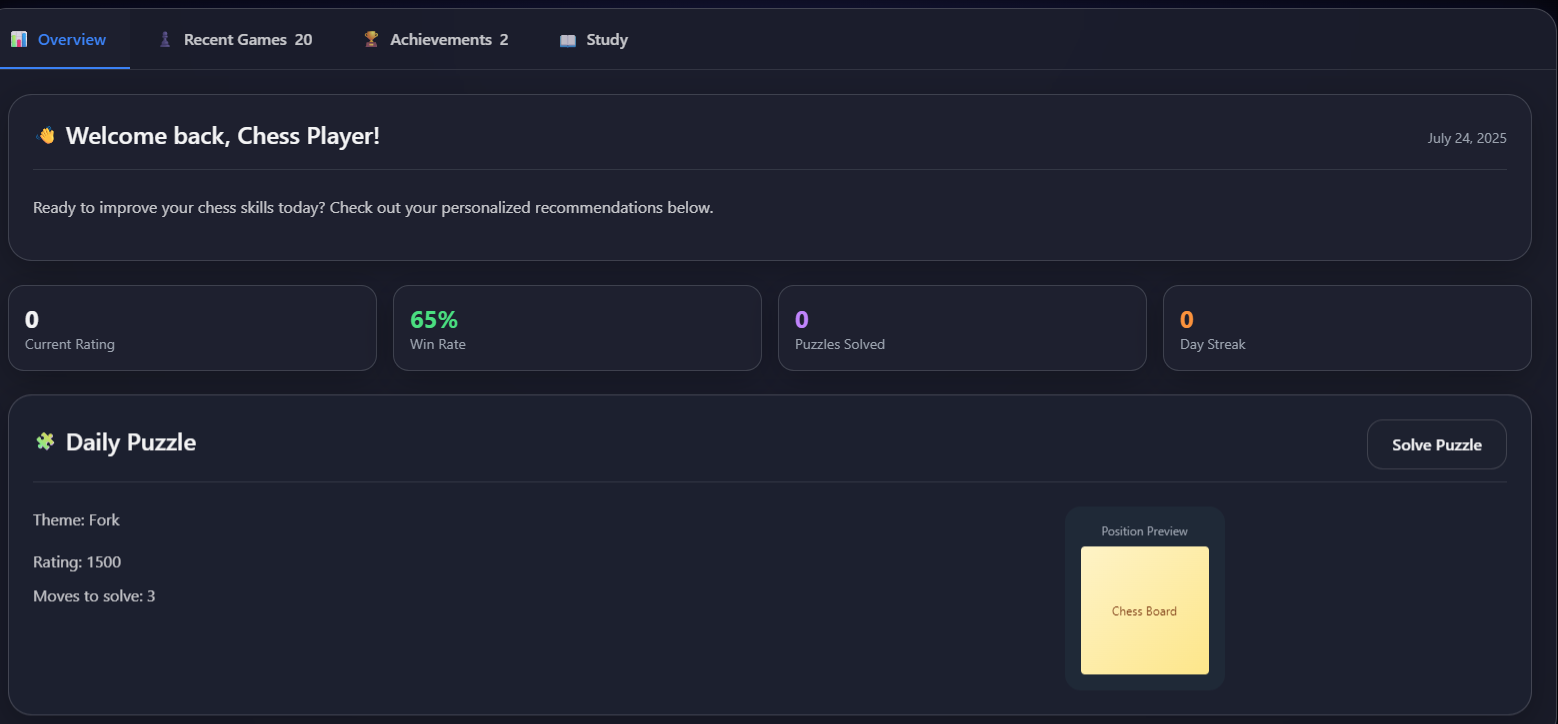 Overview Recent Games 20 Achievements 2 Study
Welcome back, Chess Player!
July 24, 2025
Ready to improve your chess skills today? Check out your personalized recommendations below.
0
Current Rating
65%
Win Rate
0
Puzzles Solved
0
Day Streak
Daily Puzzle
Solve Puzzle
Theme: Fork
Rating: 1500
Moves to solve: 3
Position Preview
Chess Board